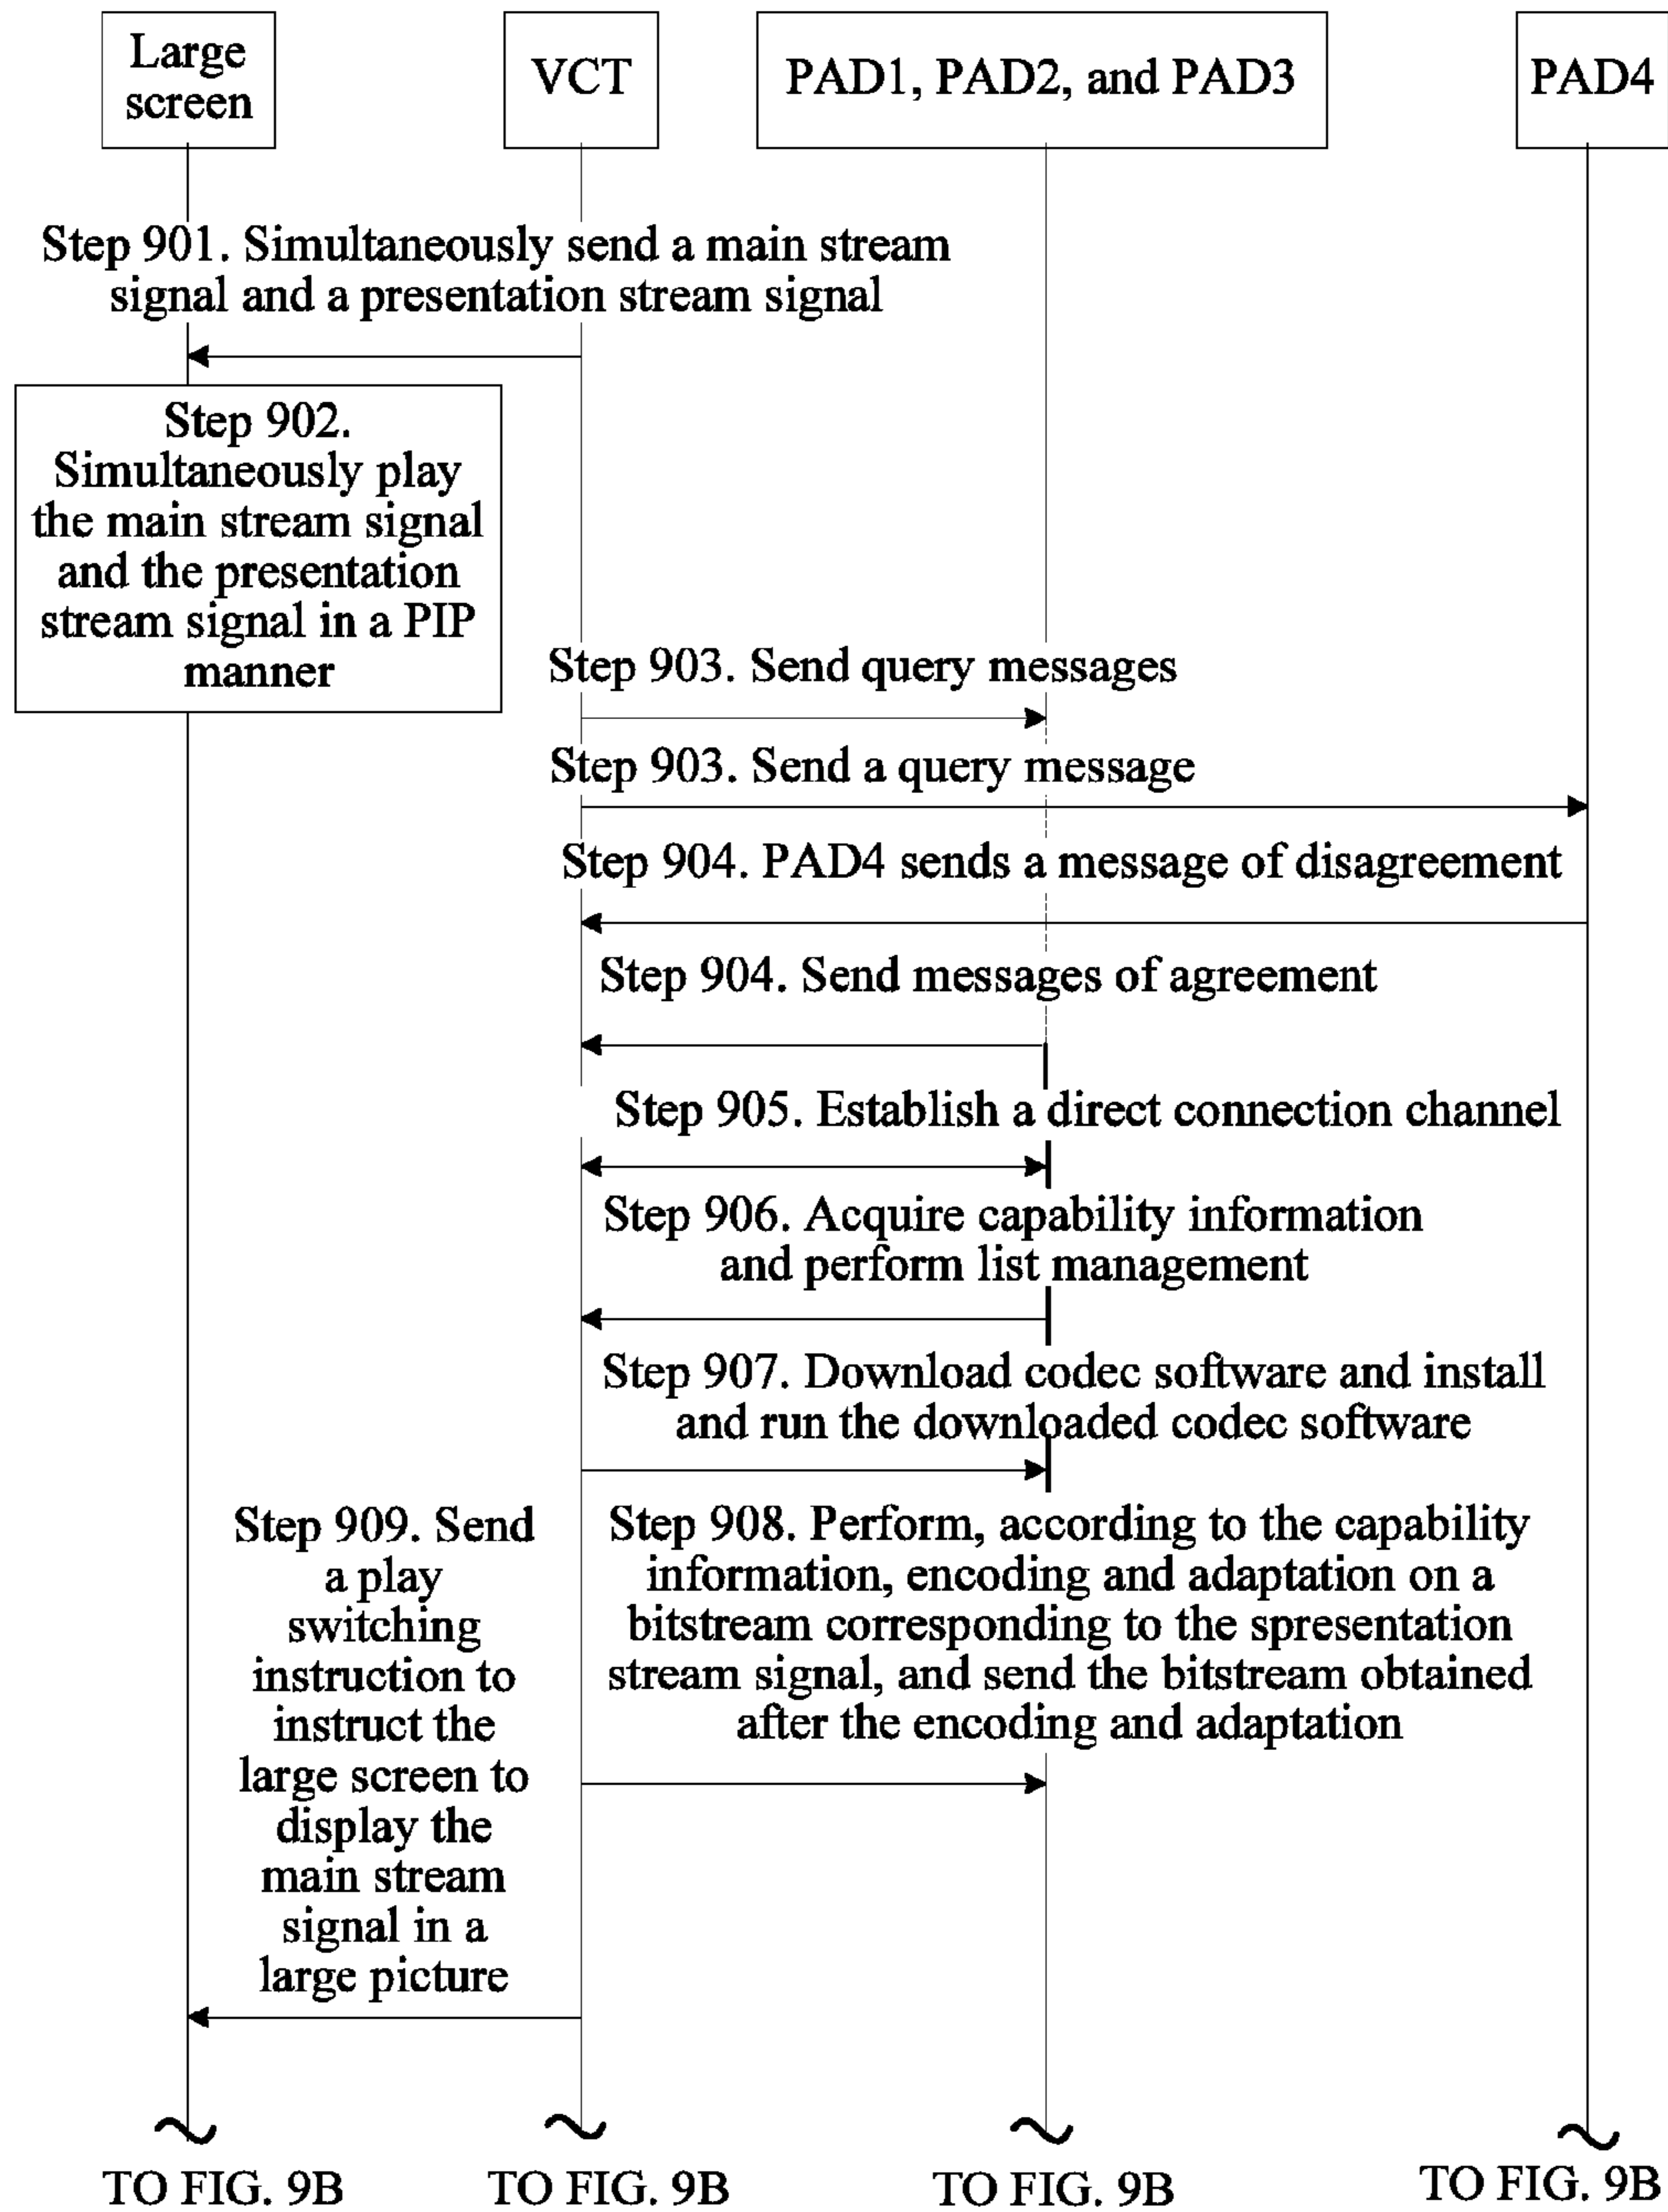 Large
screen
VCT
PAD1, PAD2, and PAD3
PAD4
Step 901. Simultaneously send a main stream
signal and a presentation stream signal
Step 902.
Simultaneously play
the main stream signal
and the presentation
stream signal in a PIP
manner
Step 903. Send query messages
Step 903. Send a query message
Step 904. PAD4 sends a message of disagreement
Step 904. Send messages of agreement
Step 905. Establish a direct connection channel
Step 906. Acquire capability information
and perform list management
Step 907. Download codec software and install
and run the downloaded codec software
Step 909. Send
a play
switching
instruction to
instruct the
large screen to
display the
main stream
signal in a
large picture
Step 908. Perform, according to the capability
information, encoding and adaptation on a
bitstream corresponding to the spresentation
stream signal, and send the bitstream obtained
after the encoding and adaptation
TO FIG. 9B
TO FIG. 9B
TO FIG. 9B
TO FIG. 9B